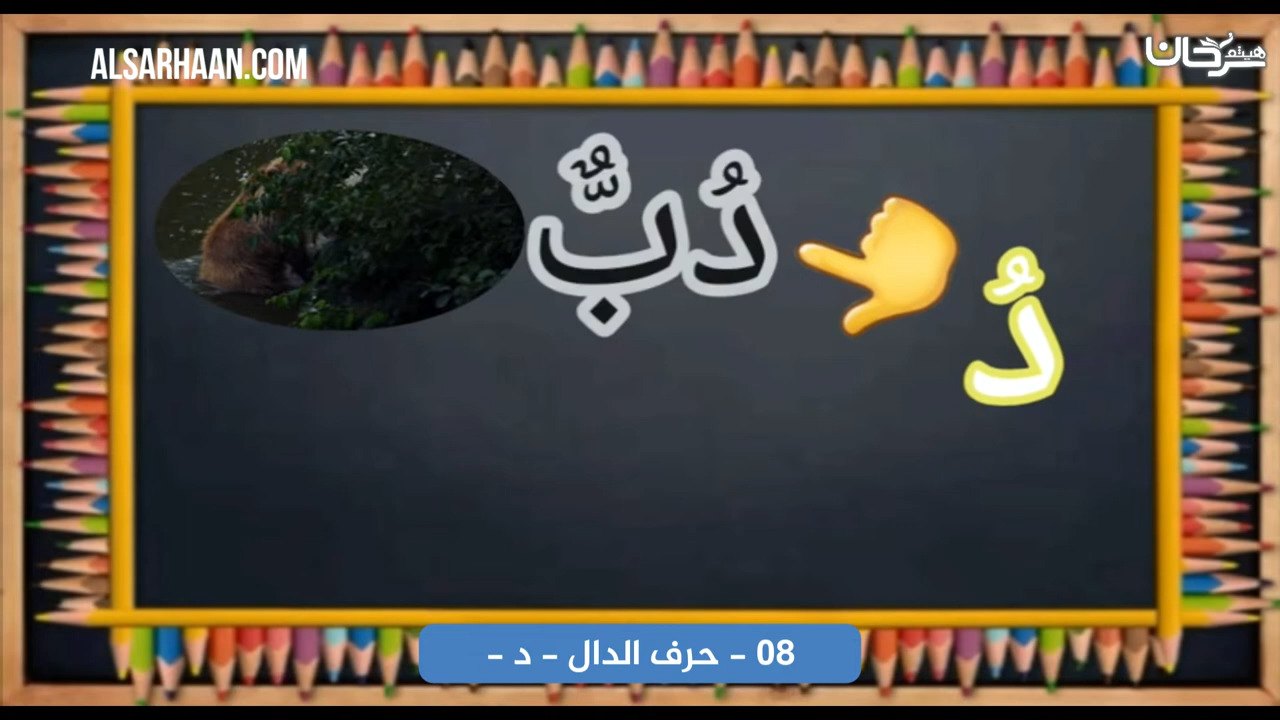 ALSARHAAN.COM
هيثم سرحان
دُبٌّ
دُ
08 - حرف الدال - د -